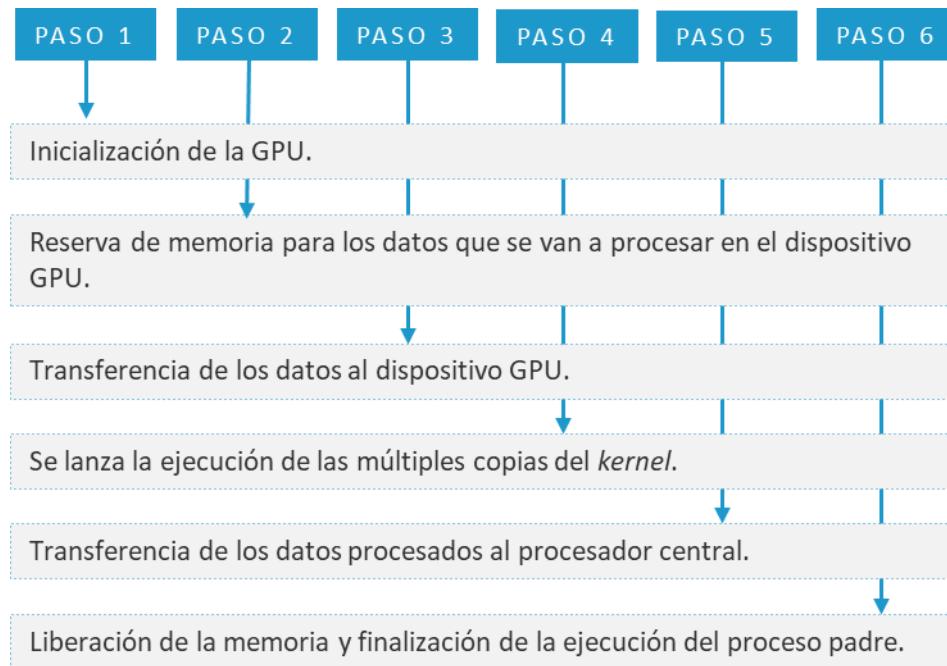 PASO 1
PASO 2
PASO 3
PASO 4
PASO 5
PASO 6
Inicialización de la GPU.
Reserva de memoria para los datos que se van a procesar en el dispositivo
GPU.
Transferencia de los datos al dispositivo GPU.
Se lanza la ejecución de las múltiples copias del kernel.
Transferencia de los datos procesados al procesador central.
Liberación de la memoria y finalización de la ejecución del proceso padre.